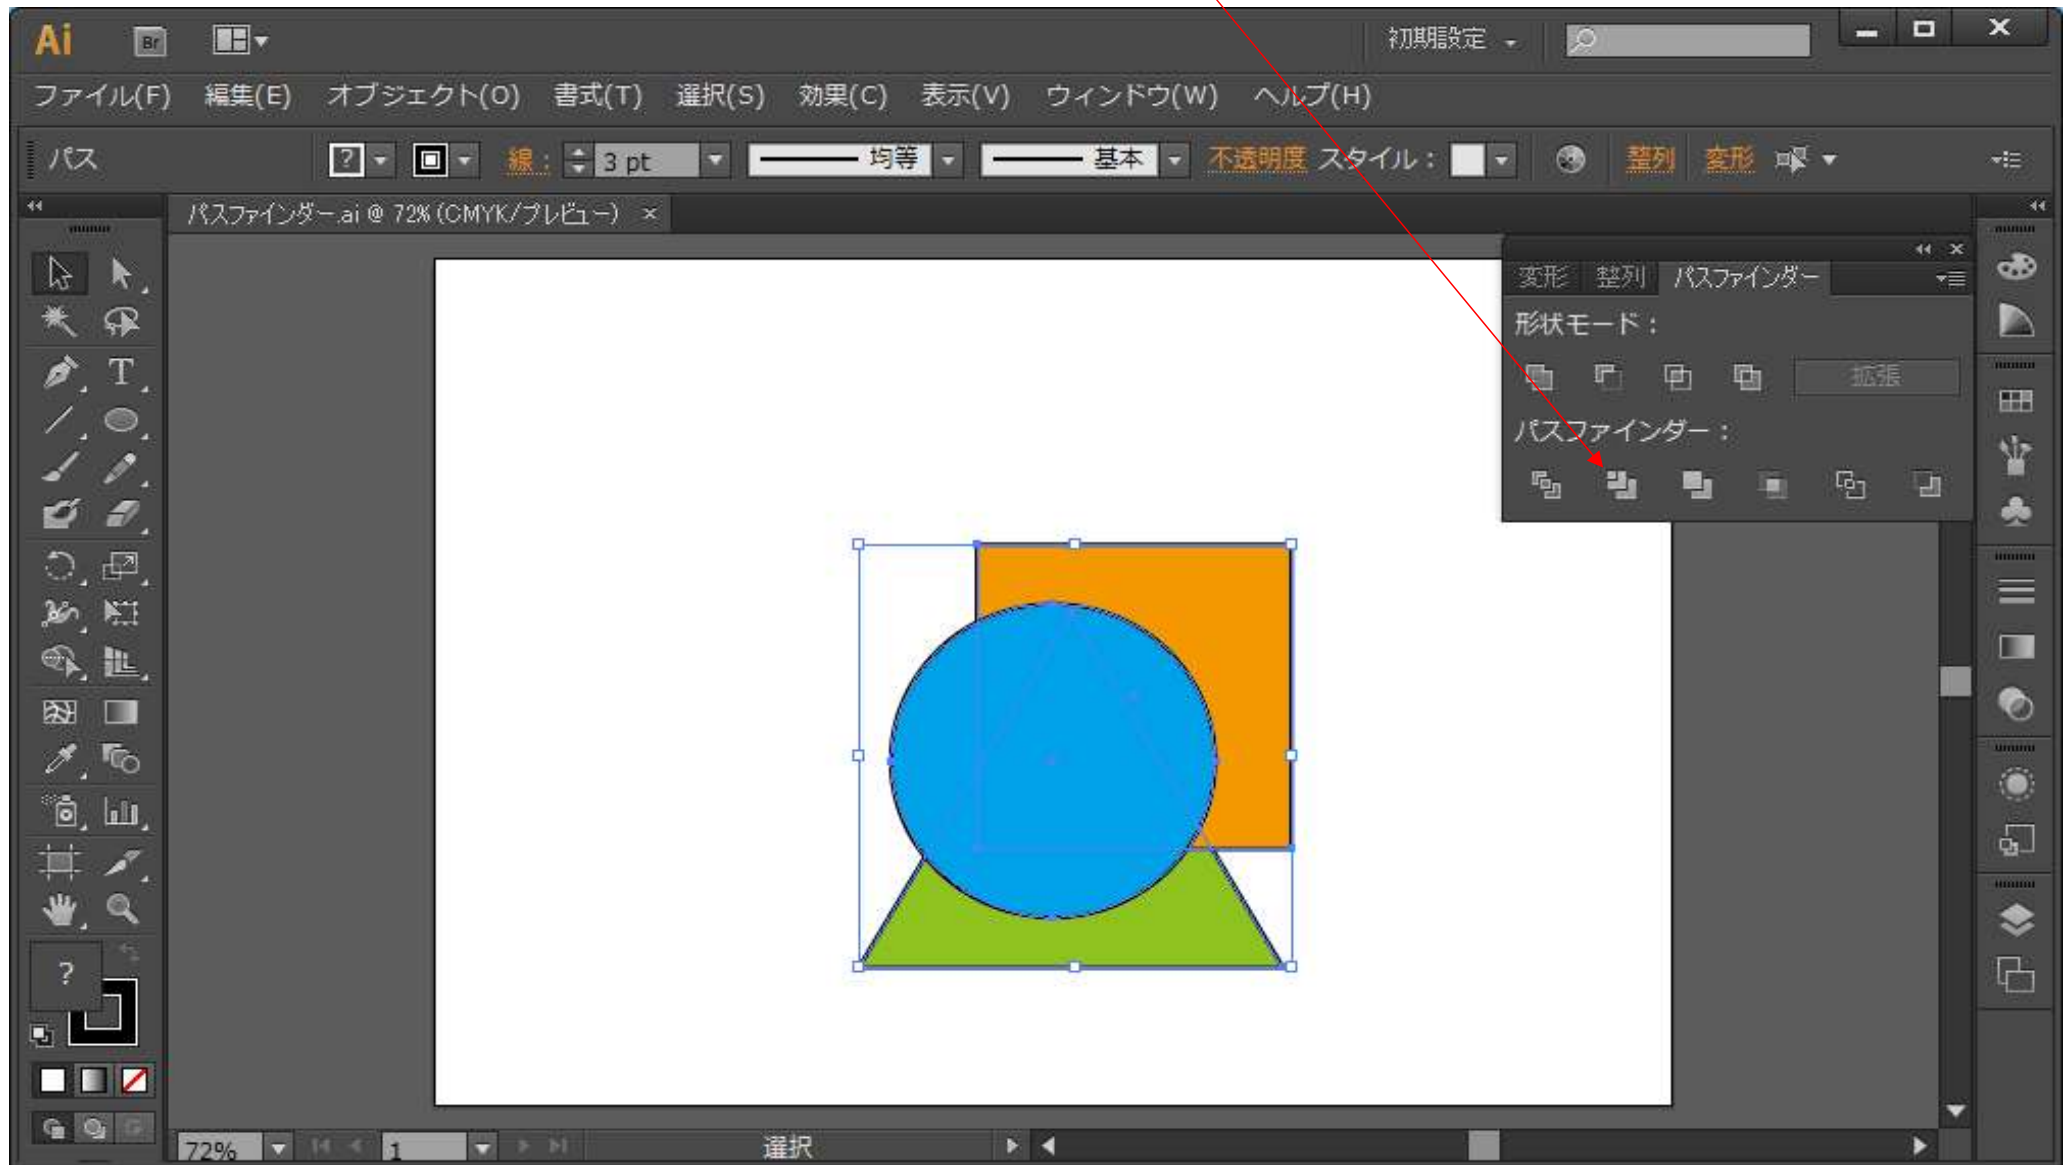 Ai Br 初期設定
ファイル(F) 編集(E) オブジェクト(O) 書式(T) 選択(S) 効果(C) 表示(V) ウィンドウ(W) ヘルプ(H)
パス ? 線: 3 pt 均等 基本 不透明度 スタイル: 整列 変形
パスファインダー.ai @ 72% (CMYK/プレビュー) ×
変形 整列 パスファインダー
形状モード:
拡張
パスファインダー:
T
?
72% 1 選択